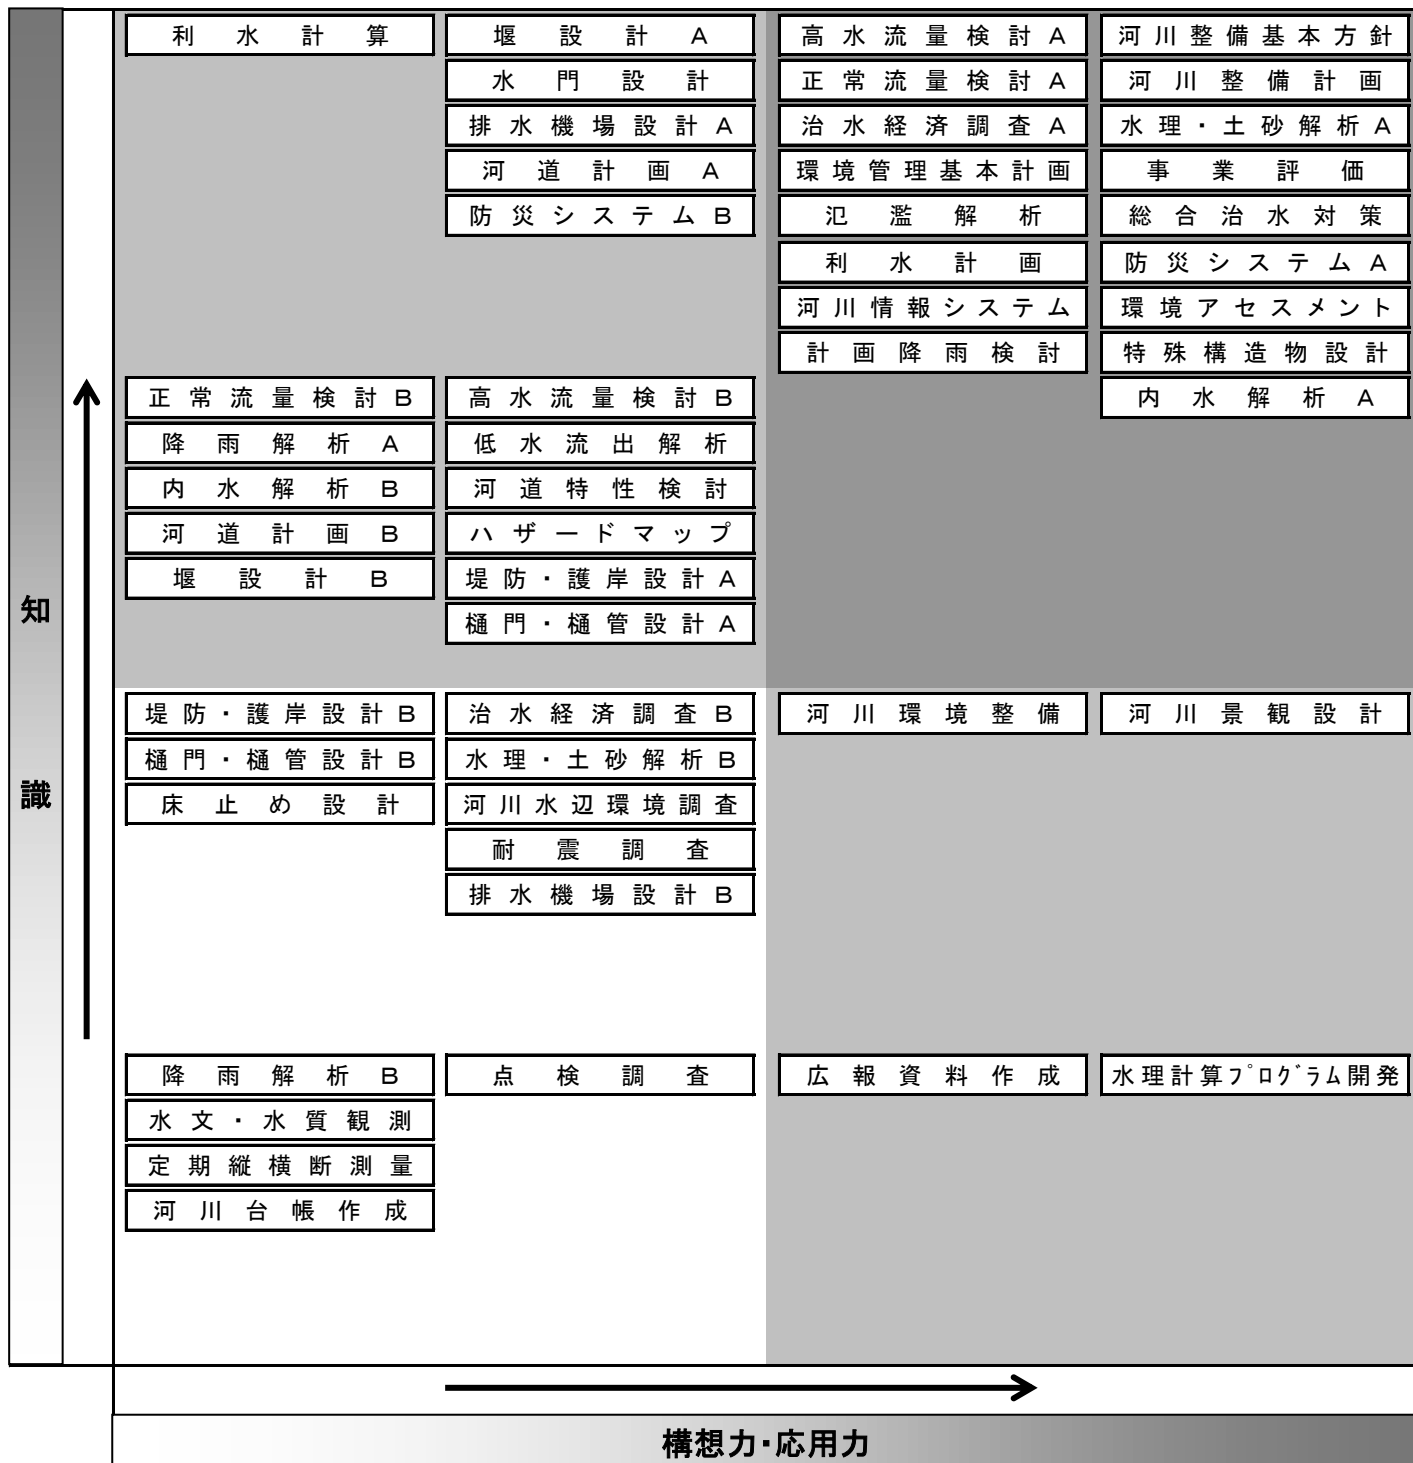 利水計算
堰設計A
高水流量検討A
河川整備基本方針
水門設計
正常流量検討A
河川整備計画
排水機場設計A
治水経済調査A
水理・土砂解析A
河道計画A
環境管理基本計画
事業評価
防災システムB
氾濫解析
総合治水対策
利水計画
防災システムA
河川情報システム
環境アセスメント
計画降雨検討
特殊構造物設計
正常流量検討B
高水流量検討B
内水解析A
降雨解析A
低水流出解析
内水解析B
河道特性検討
河道計画B
ハザードマップ
堰設計B
堤防・護岸設計A
樋門・樋管設計A
知識
堤防・護岸設計B
治水経済調査B
河川環境整備
河川景観設計
樋門・樋管設計B
水理・土砂解析B
床止め設計
河川水辺環境調査
耐震調査
排水機場設計B
降雨解析B
点検調査
広報資料作成
水理計算ﾌﾟﾛｸﾞﾗﾑ開発
水文・水質観測
定期縦横断測量
河川台帳作成
構想力・応用力